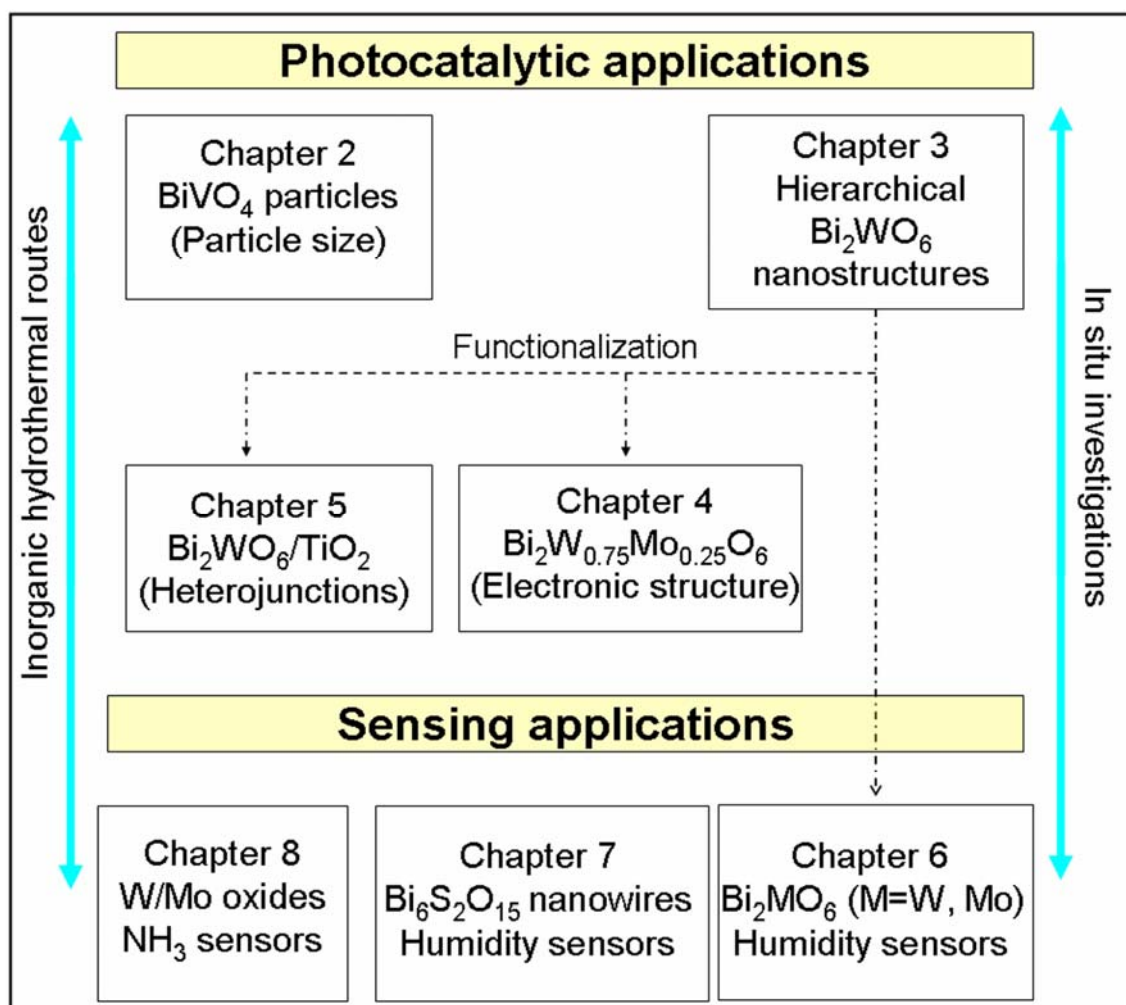 Photocatalytic applications
Chapter 2
BiVO₄ particles
(Particle size)
Chapter 3
Hierarchical
Bi₂WO₆
nanostructures
Functionalization
Chapter 5
Bi₂WO₆/TiO₂
(Heterojunctions)
Chapter 4
Bi₂W₀.₇₅Mo₀.₂₅O₆
(Electronic structure)
Sensing applications
Chapter 8
W/Mo oxides
NH₃ sensors
Chapter 7
Bi₆S₂O₁₅ nanowires
Humidity sensors
Chapter 6
Bi₂MO₆ (M=W, Mo)
Humidity sensors
Inorganic hydrothermal routes
In situ investigations